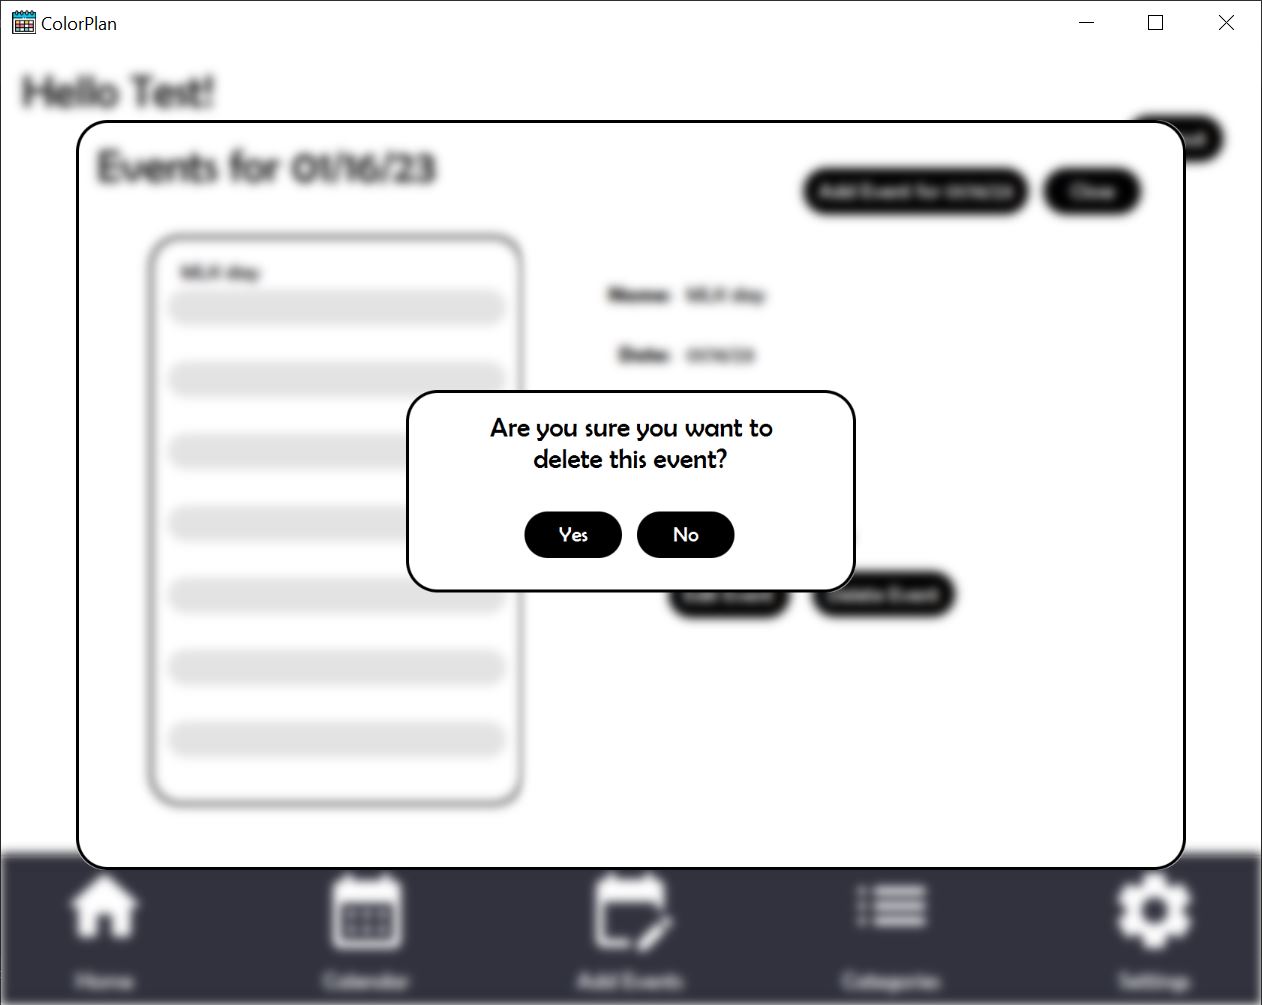 ColorPlan
Hello Test!
Events for 01/16/23
Add Event for 01/16/23
Close
MLK day
Name: MLK day
Date: 01/16/23
Are you sure you want to
delete this event?
Yes
No
Edit Event
Delete Event
Home
Calendar
Add Events
Categories
Settings